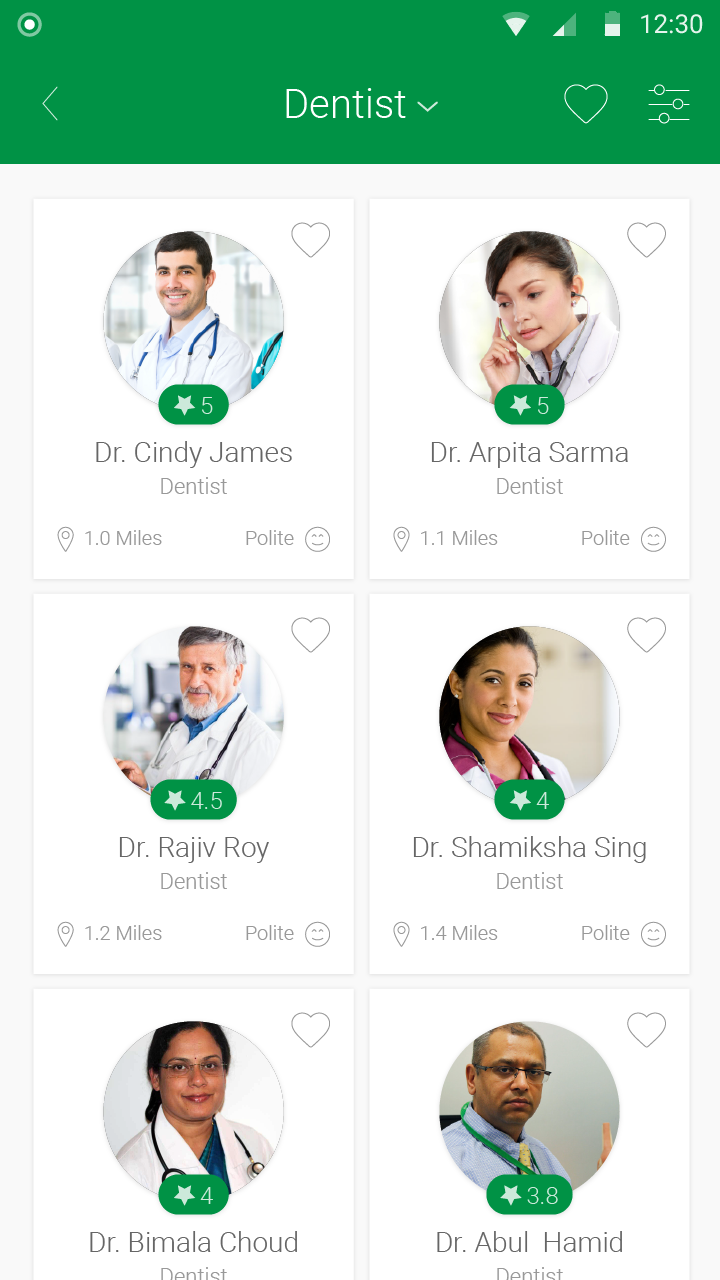 12:30
Dentist
5
5
Dr. Cindy James
Dr. Arpita Sarma
Dentist
Dentist
1.0 Miles Polite
1.1 Miles Polite
4.5
4
Dr. Rajiv Roy
Dr. Shamiksha Sing
Dentist
Dentist
1.2 Miles Polite
1.4 Miles Polite
4
3.8
Dr. Bimala Choud
Dr. Abul  Hamid
Dentist
Dentist